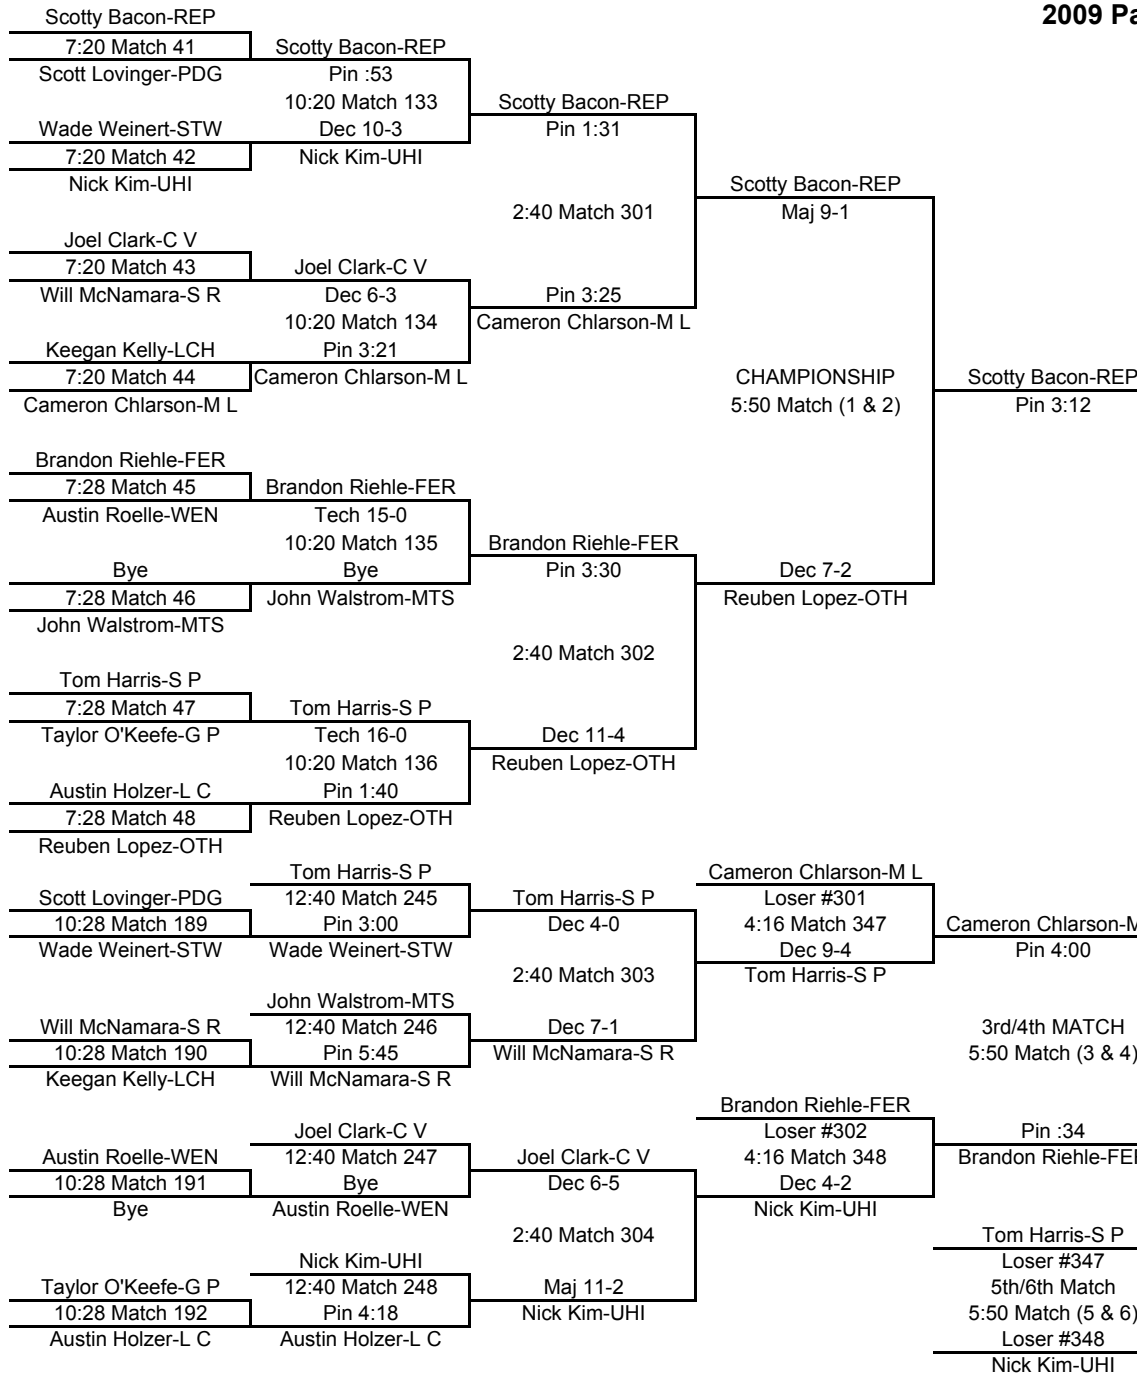 2009 Pa
Scotty Bacon-REP
7:20 Match 41
Scotty Bacon-REP
Scott Lovinger-PDG
Pin :53
10:20 Match 133
Scotty Bacon-REP
Wade Weinert-STW
Dec 10-3
Pin 1:31
7:20 Match 42
Nick Kim-UHI
Nick Kim-UHI
Scotty Bacon-REP
2:40 Match 301
Maj 9-1
Joel Clark-C V
7:20 Match 43
Joel Clark-C V
Will McNamara-S R
Dec 6-3
Pin 3:25
10:20 Match 134
Cameron Chlarson-M L
Keegan Kelly-LCH
Pin 3:21
7:20 Match 44
Cameron Chlarson-M L
CHAMPIONSHIP
Scotty Bacon-REP
Cameron Chlarson-M L
5:50 Match (1 & 2)
Pin 3:12
Brandon Riehle-FER
7:28 Match 45
Brandon Riehle-FER
Austin Roelle-WEN
Tech 15-0
10:20 Match 135
Brandon Riehle-FER
Bye
Bye
Pin 3:30
Dec 7-2
7:28 Match 46
John Walstrom-MTS
Reuben Lopez-OTH
John Walstrom-MTS
2:40 Match 302
Tom Harris-S P
7:28 Match 47
Tom Harris-S P
Taylor O'Keefe-G P
Tech 16-0
Dec 11-4
10:20 Match 136
Reuben Lopez-OTH
Austin Holzer-L C
Pin 1:40
7:28 Match 48
Reuben Lopez-OTH
Reuben Lopez-OTH
Tom Harris-S P
Cameron Chlarson-M L
Scott Lovinger-PDG
12:40 Match 245
Tom Harris-S P
Loser #301
10:28 Match 189
Pin 3:00
Dec 4-0
4:16 Match 347
Cameron Chlarson-M
Wade Weinert-STW
Wade Weinert-STW
Dec 9-4
Pin 4:00
2:40 Match 303
Tom Harris-S P
John Walstrom-MTS
Will McNamara-S R
12:40 Match 246
Dec 7-1
3rd/4th MATCH
10:28 Match 190
Pin 5:45
Will McNamara-S R
5:50 Match (3 & 4)
Keegan Kelly-LCH
Will McNamara-S R
Brandon Riehle-FER
Joel Clark-C V
Loser #302
Pin :34
Austin Roelle-WEN
12:40 Match 247
Joel Clark-C V
4:16 Match 348
Brandon Riehle-FER
10:28 Match 191
Bye
Dec 6-5
Dec 4-2
Bye
Austin Roelle-WEN
Nick Kim-UHI
2:40 Match 304
Tom Harris-S P
Nick Kim-UHI
Loser #347
Taylor O'Keefe-G P
12:40 Match 248
Maj 11-2
5th/6th Match
10:28 Match 192
Pin 4:18
Nick Kim-UHI
5:50 Match (5 & 6)
Austin Holzer-L C
Austin Holzer-L C
Loser #348
Nick Kim-UHI